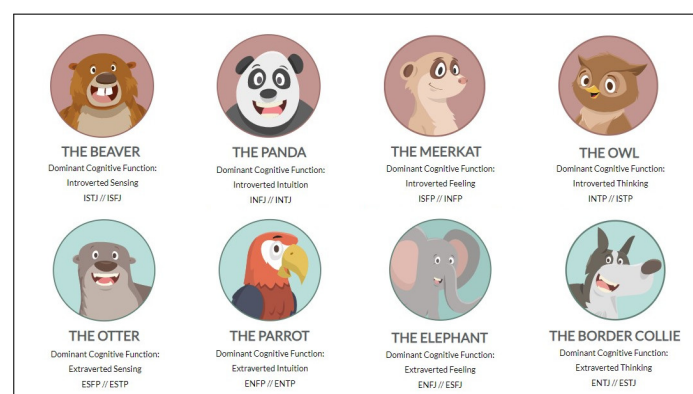 THE BEAVER
Dominant Cognitive Function:
Introverted Sensing
ISTJ // ISFJ
THE PANDA
Dominant Cognitive Function:
Introverted Intuition
INFJ // INTJ
THE MEERKAT
Dominant Cognitive Function:
Introverted Feeling
ISFP // INFP
THE OWL
Dominant Cognitive Function:
Introverted Thinking
INTP // ISTP
THE OTTER
Dominant Cognitive Function:
Extraverted Sensing
ESFP // ESTP
THE PARROT
Dominant Cognitive Function:
Extraverted Intuition
ENFP // ENTP
THE ELEPHANT
Dominant Cognitive Function:
Extraverted Feeling
ENFJ // ESFJ
THE BORDER COLLIE
Dominant Cognitive Function:
Extraverted Thinking
ENTJ // ESTJ